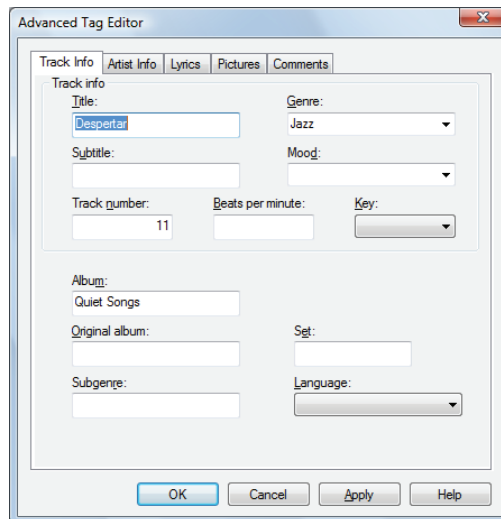 Advanced Tag Editor
Track Info Artist Info Lyrics Pictures Comments
Track info
Title: Genre:
Despertar Jazz
Subtitle: Mood:
Track number: Beats per minute: Key:
11
Album:
Quiet Songs
Original album: Set:
Subgenre: Language:
OK Cancel Apply Help